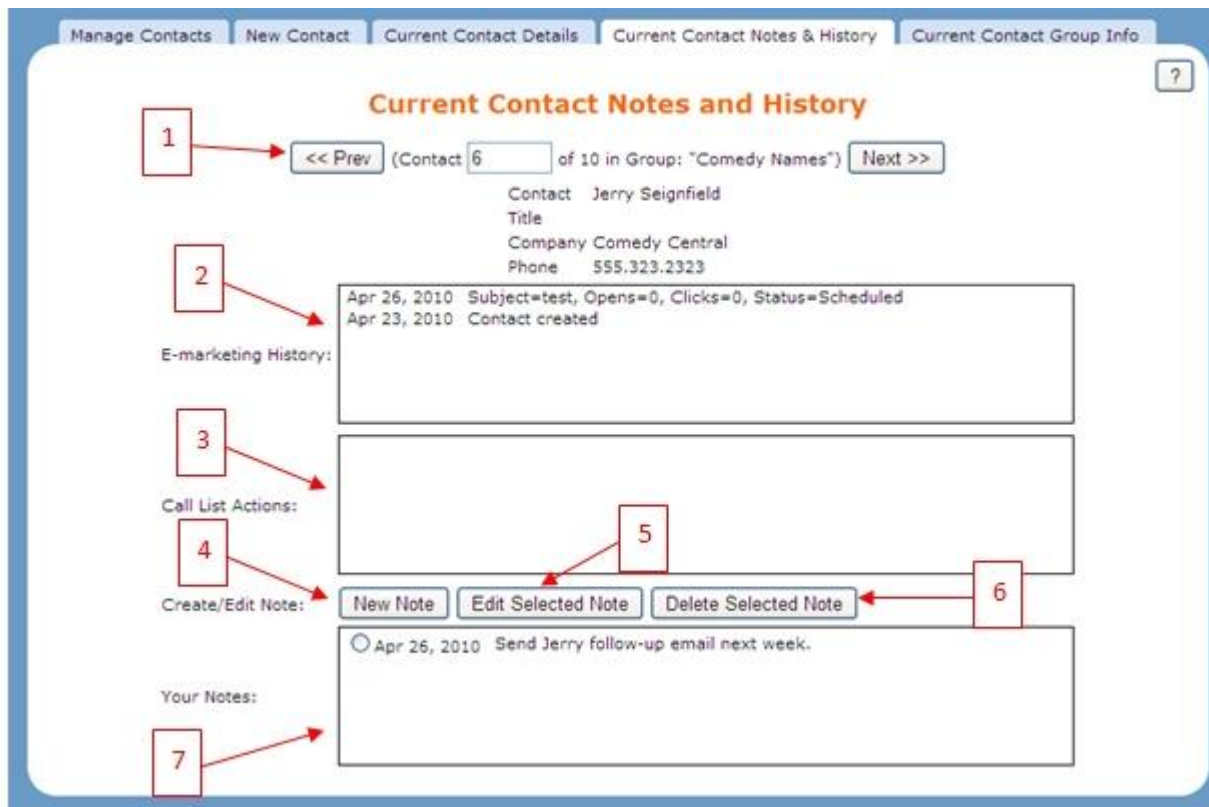 Manage Contacts New Contact Current Contact Details Current Contact Notes & History Current Contact Group Info
?
Current Contact Notes and History
1
<< Prev (Contact 6 of 10 in Group: "Comedy Names") Next >>
Contact Jerry Seignfield
Title
Company Comedy Central
Phone 555.323.2323
2
Apr 26, 2010 Subject=test, Opens=0, Clicks=0, Status=Scheduled
Apr 23, 2010 Contact created
E-marketing History:
3
Call List Actions:
4
5
6
Create/Edit Note: New Note Edit Selected Note Delete Selected Note
Apr 26, 2010 Send Jerry follow-up email next week.
Your Notes:
7